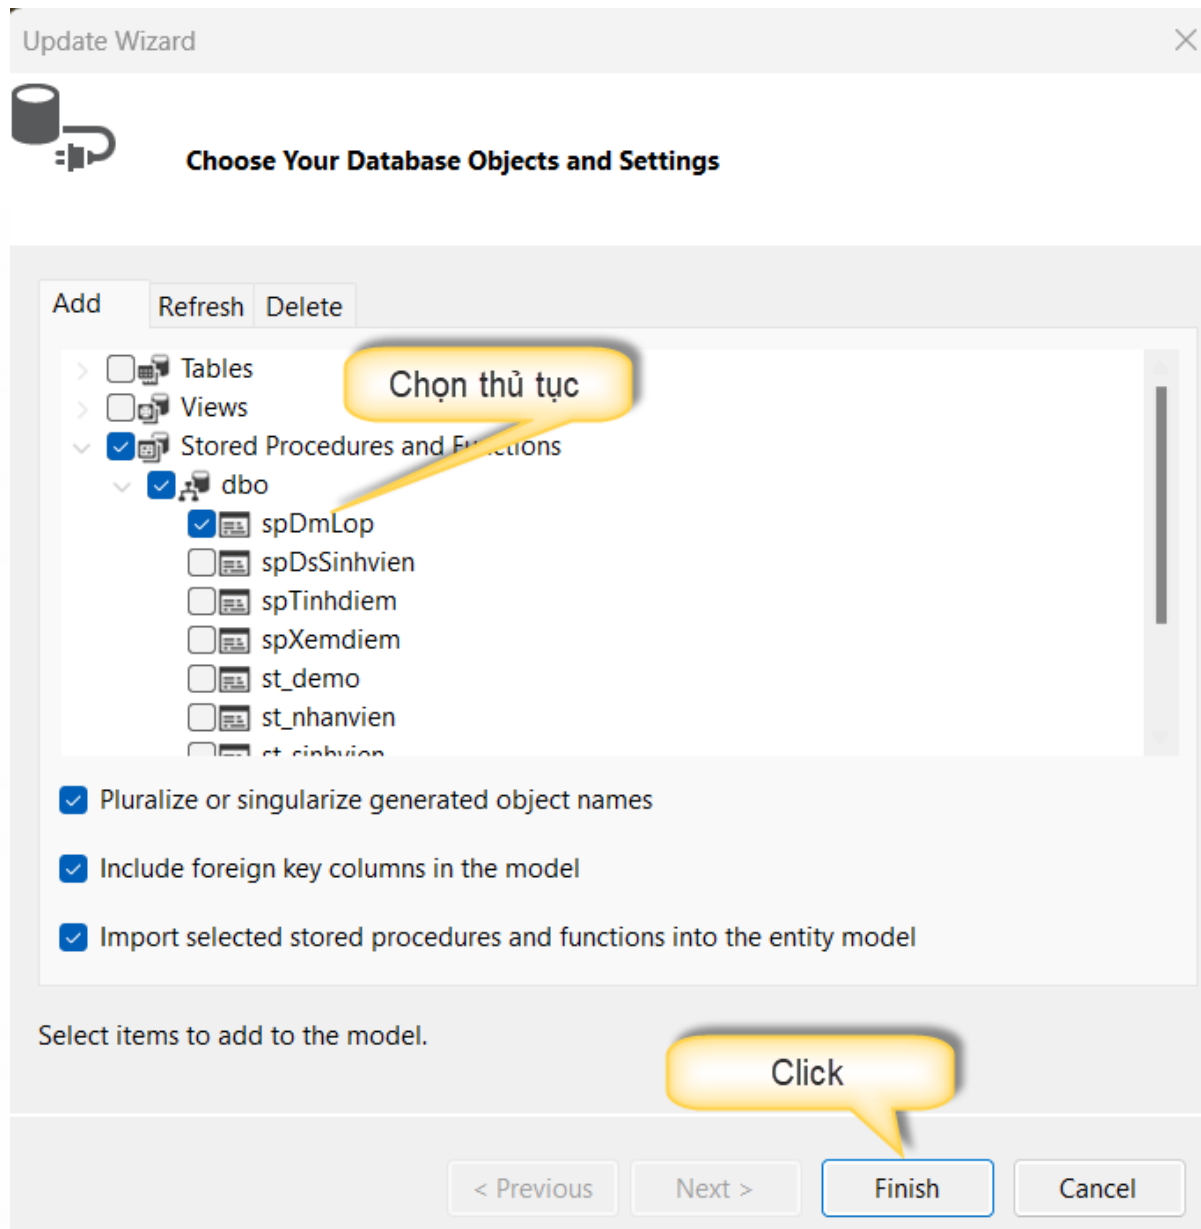 Update Wizard
Choose Your Database Objects and Settings
Add Refresh Delete
Tables
Chọn thủ tục
Views
Stored Procedures and Functions
dbo
spDmLop
spDsSinhvien
spTinhdiem
spXemdiem
st_demo
st_nhanvien
st_sinhvien
Pluralize or singularize generated object names
Include foreign key columns in the model
Import selected stored procedures and functions into the entity model
Select items to add to the model.
Click
< Previous Next > Finish Cancel